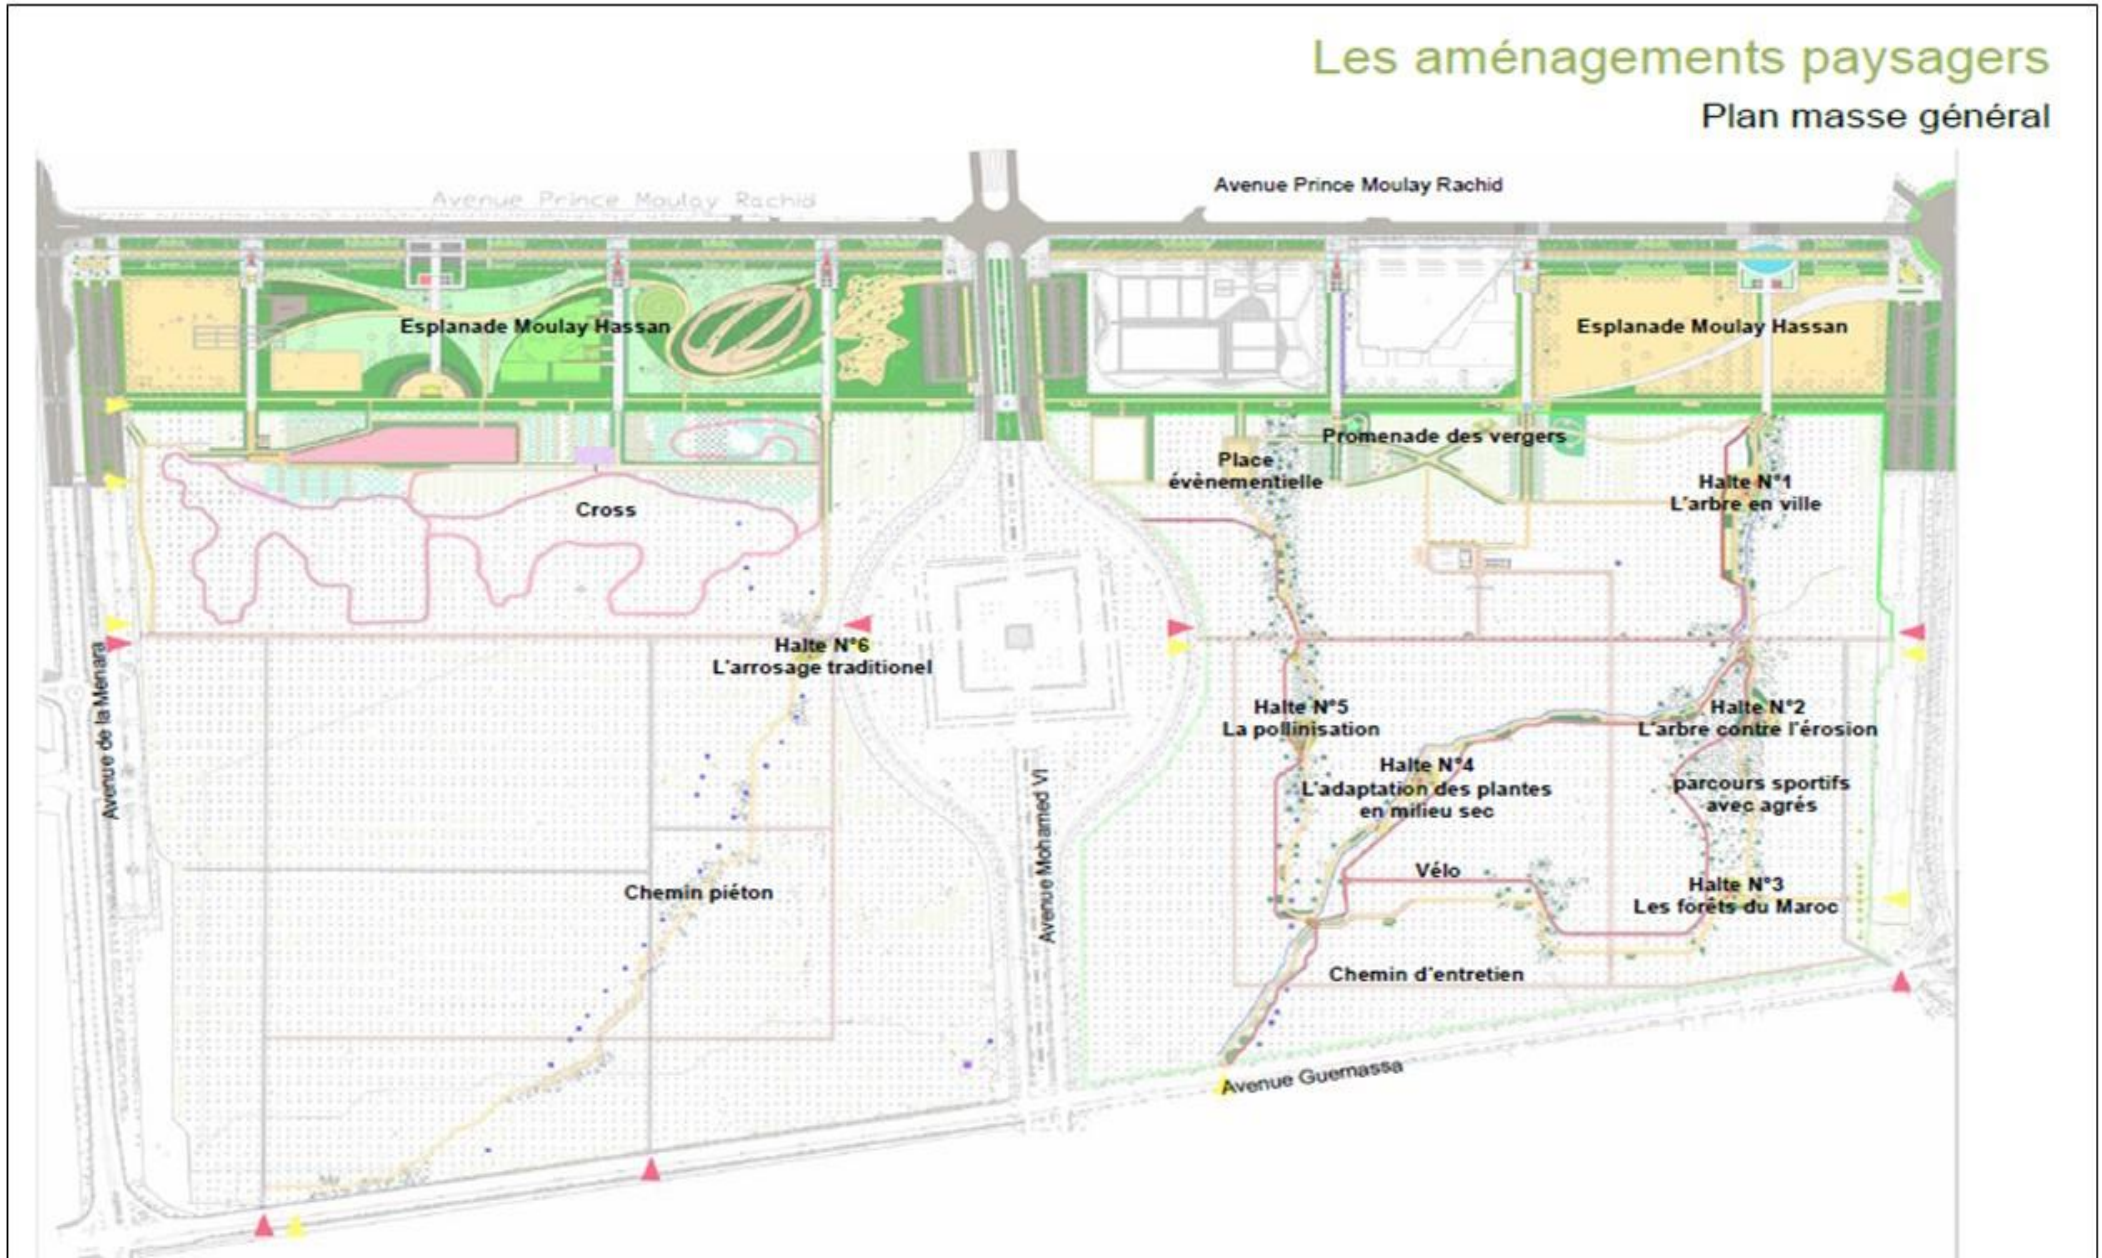 Les aménagements paysagers
Plan masse général
Avenue Prince Moulay Rachid
Avenue Prince Moulay Rachid
Esplanade Moulay Hassan
Esplanade Moulay Hassan
Promenade des vergers
Place
évènementielle
Halte N°1
L'arbre en ville
Cross
Halte N°6
L'arrosage traditionel
Avenue de la Menara
Halte N°5
La pollinisation
Halte N°2
L'arbre contre l'érosion
Halte N°4
L'adaptation des plantes
en milieu sec
parcours sportifs
avec agrés
Avenue Mohamed VI
Vélo
Chemin piéton
Halte N°3
Les forêts du Maroc
Chemin d'entretien
Avenue Guemassa